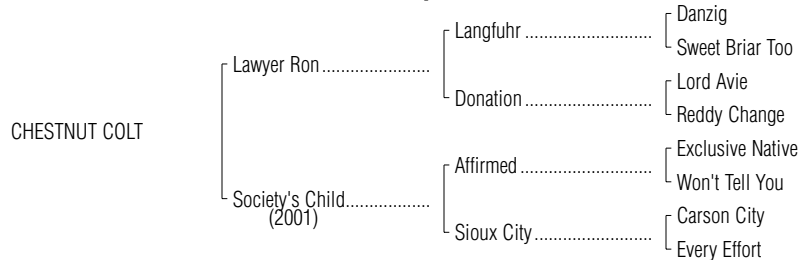 Danzig
Langfuhr ............................
Sweet Briar Too
Lawyer Ron.......................
Lord Avie
Donation ............................
Reddy Change
CHESTNUT COLT
Exclusive Native
Affirmed .............................
Won't Tell You
Society's Child..................
(2001)
Carson City
Sioux City..........................
Every Effort